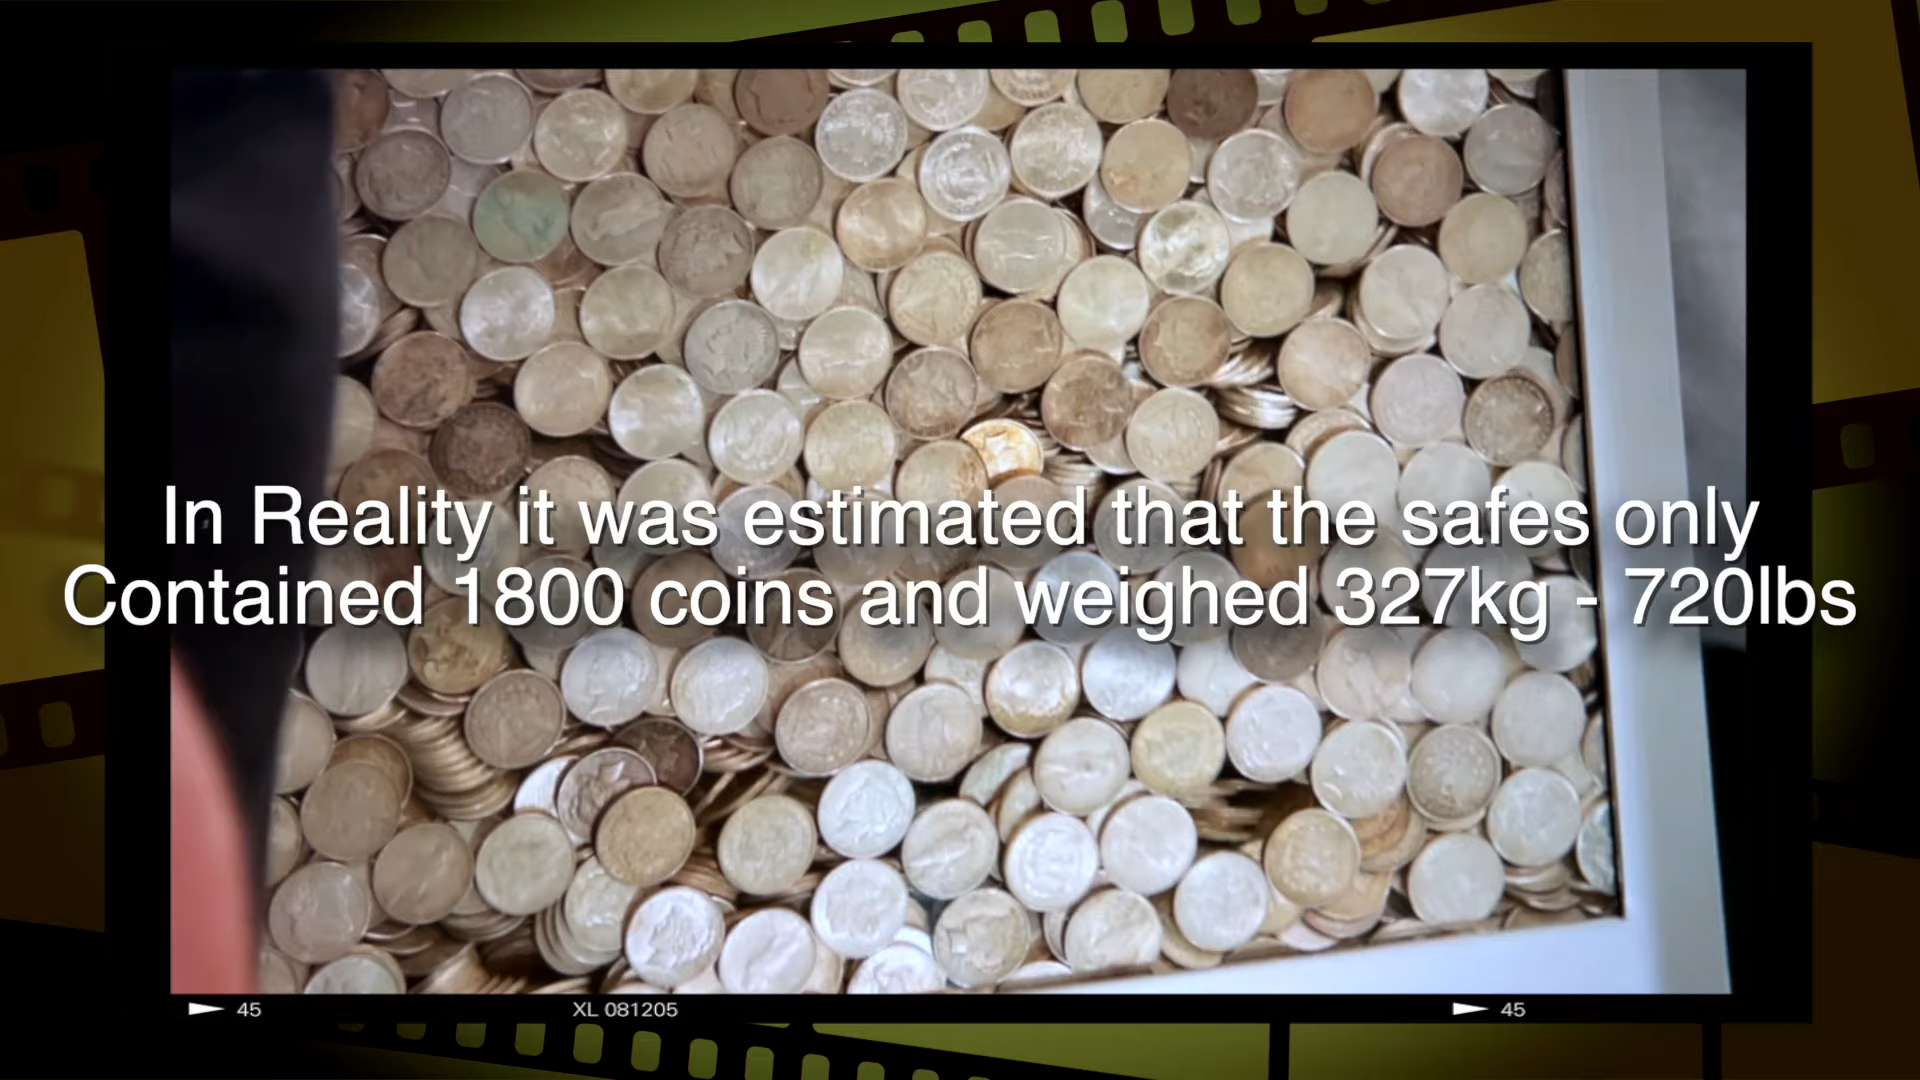 In Reality it was estimated that the safes only
Contained 1800 coins and weighed 327kg - 720lbs
45
XL 081205
45